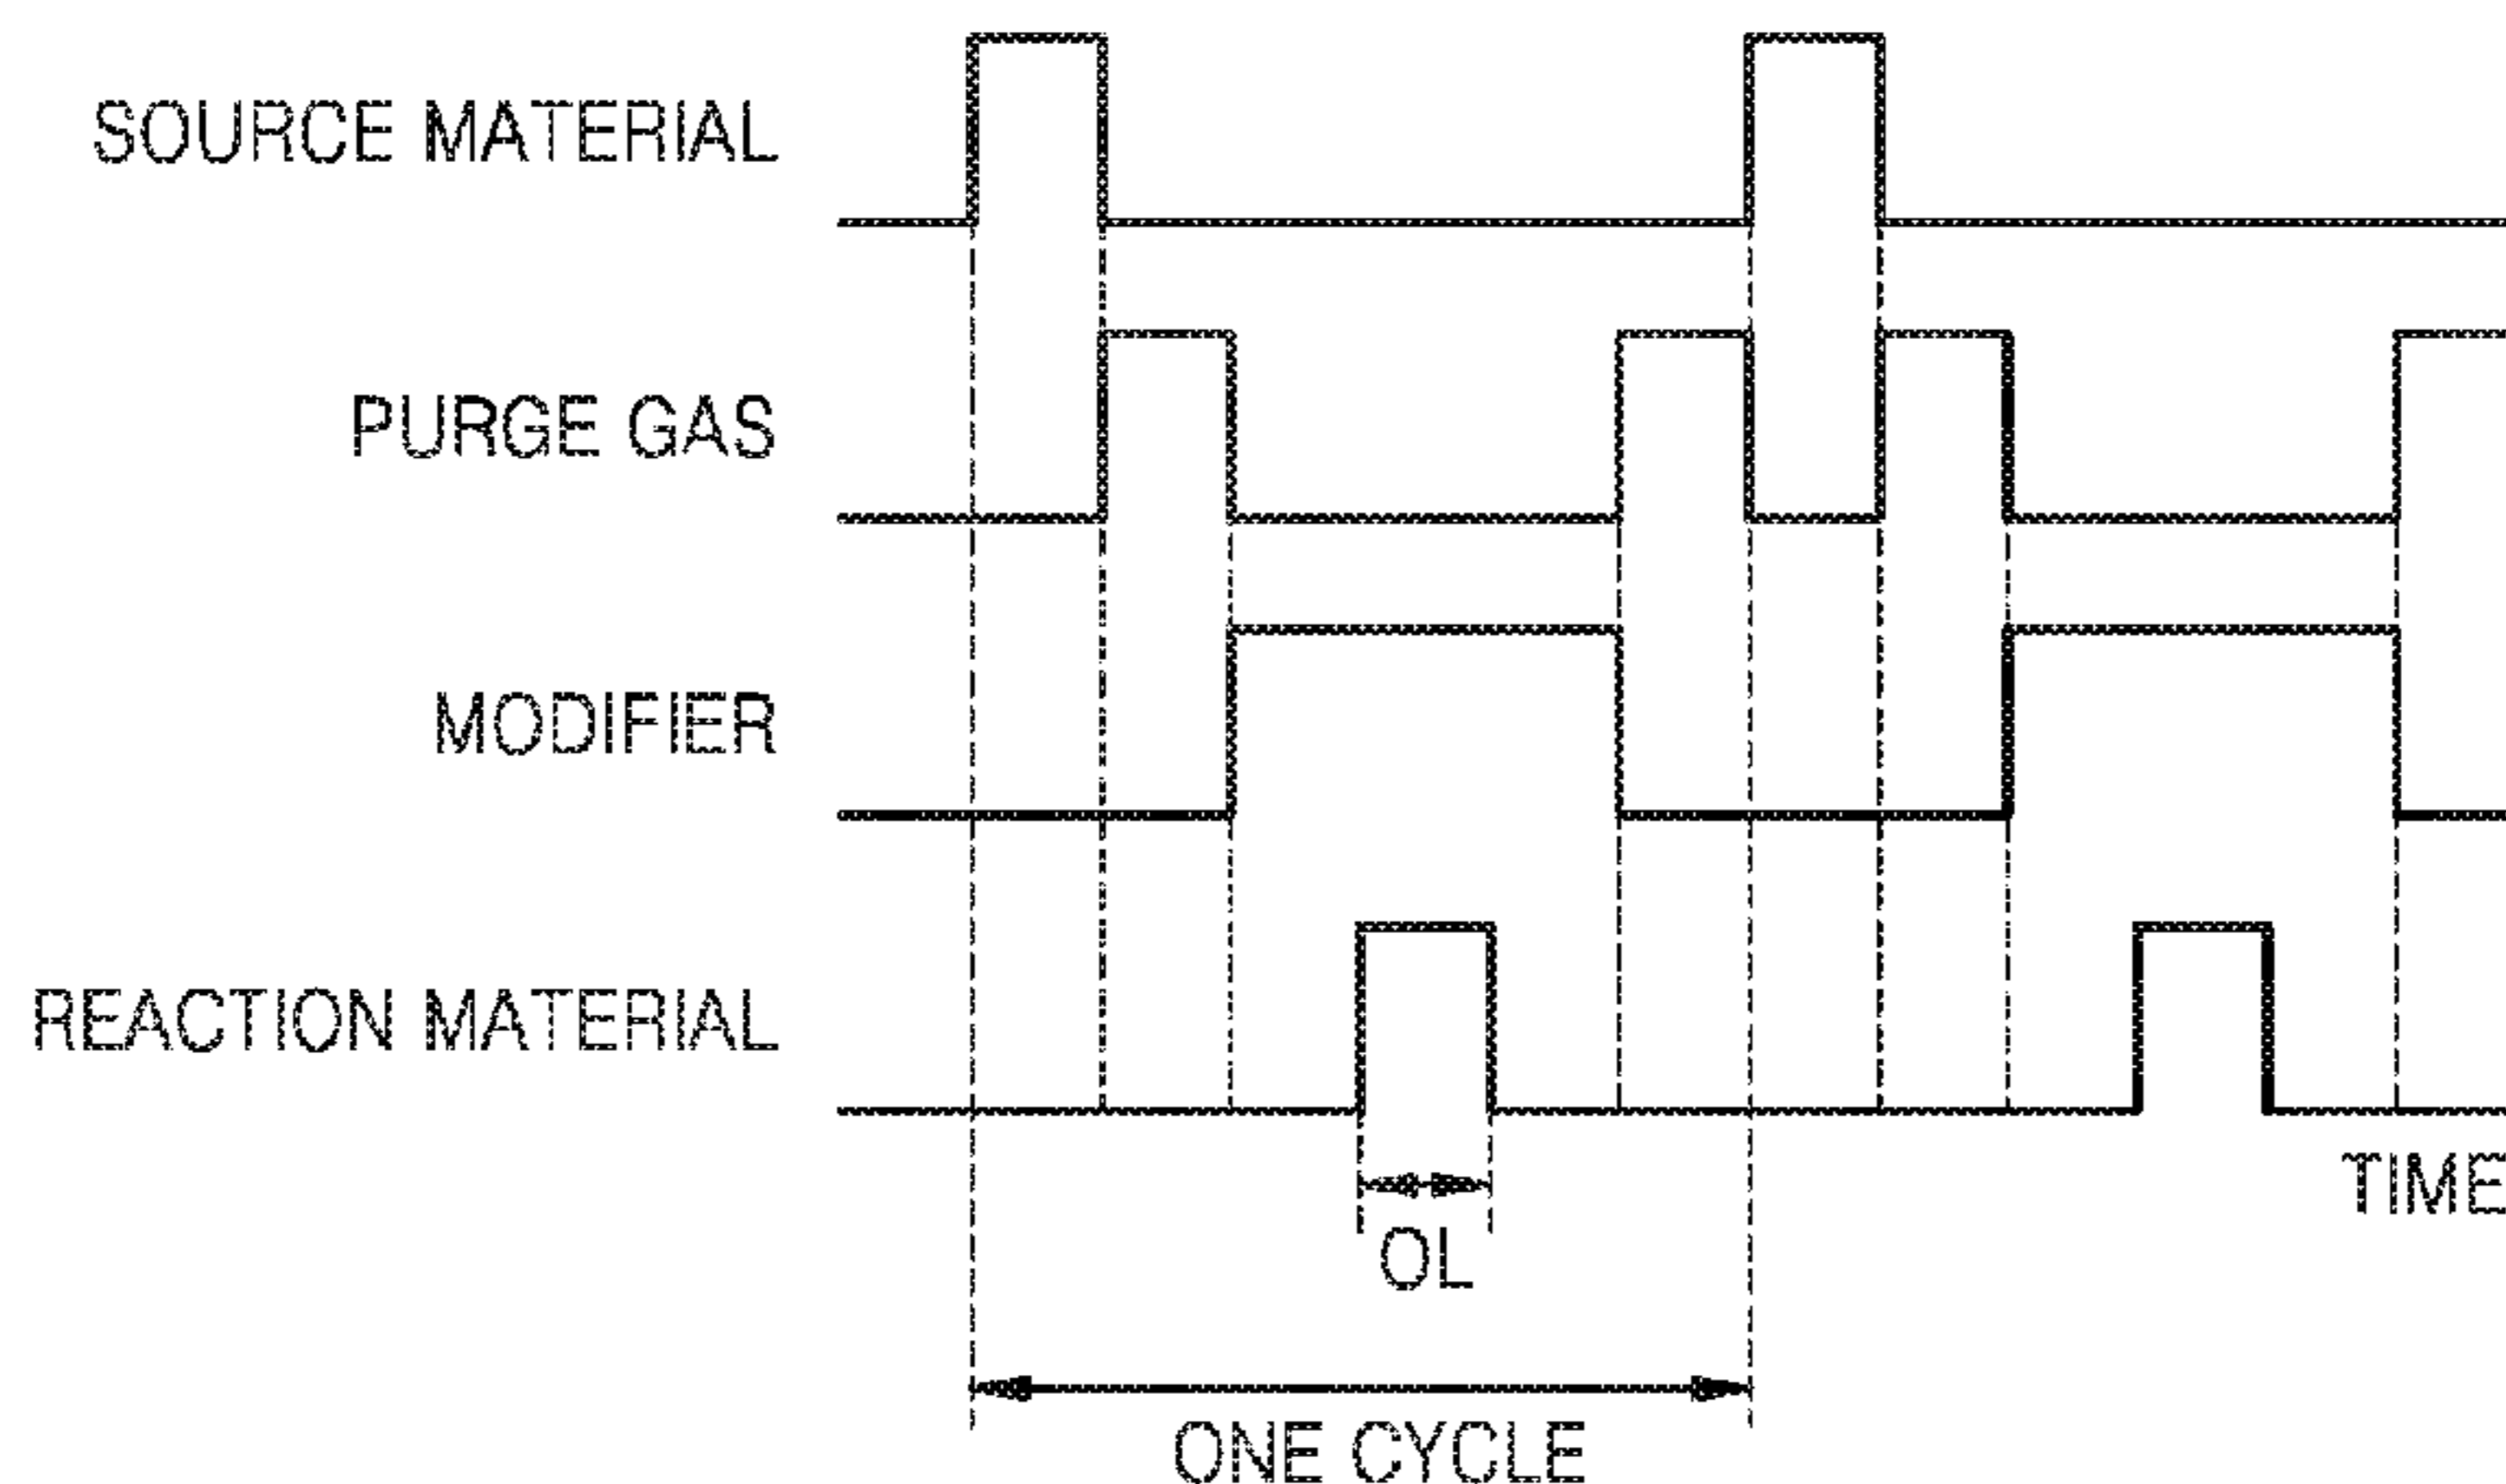 SOURCE MATERIAL
PURGE GAS
MODIFIER
REACTION MATERIAL
TIME
OL
ONE CYCLE